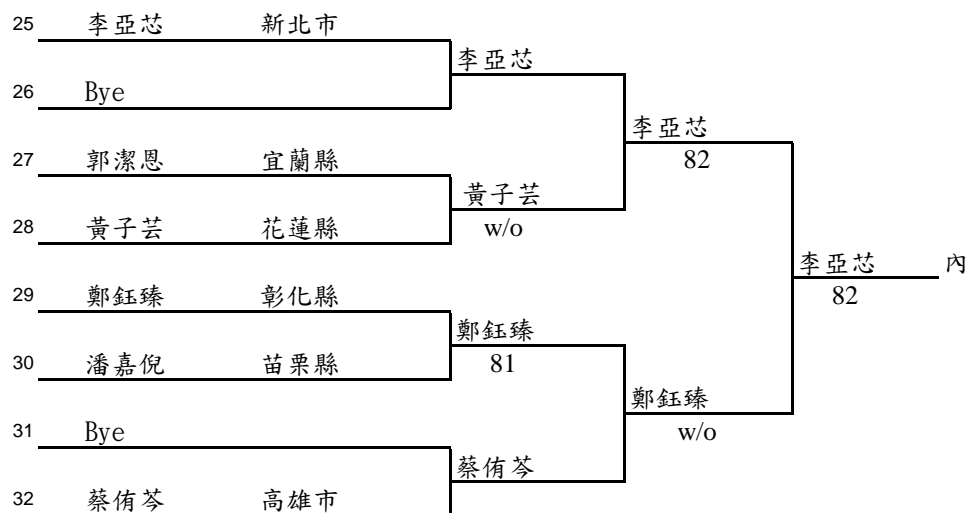 25 李亞芯 新北市
李亞芯
26 Bye
李亞芯
82
27 郭潔恩 宜蘭縣
黃子芸
w/o
28 黃子芸 花蓮縣
李亞芯 內
82
29 鄭鈺臻 彰化縣
鄭鈺臻
81
30 潘嘉倪 苗栗縣
鄭鈺臻
w/o
31 Bye
蔡侑芩
32 蔡侑芩 高雄市